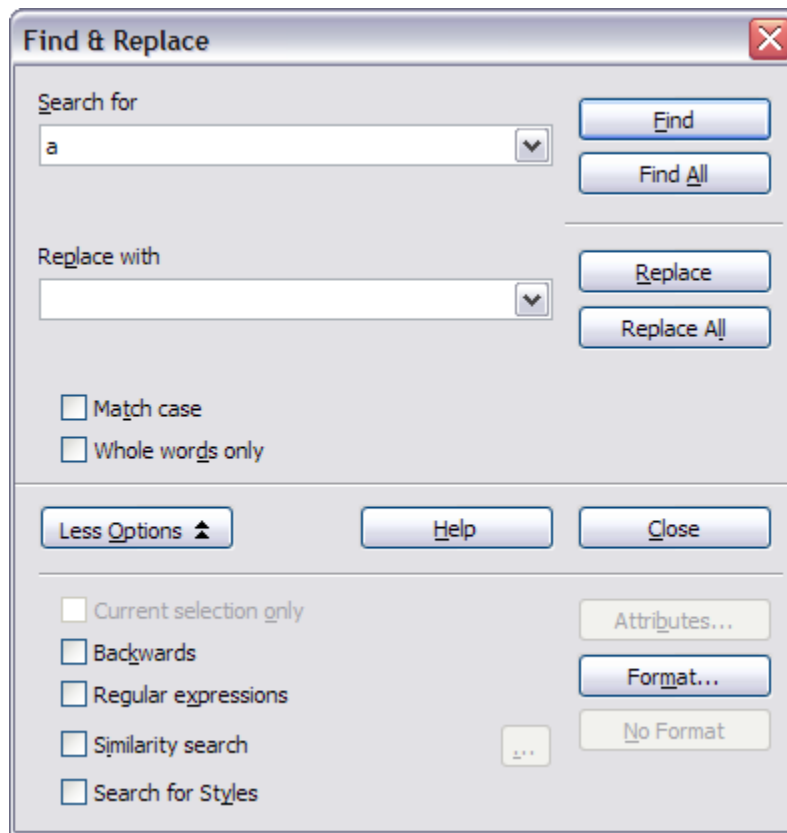 Find & Replace
Search for
a
Find
Find All
Replace with
Replace
Replace All
Match case
Whole words only
Less Options
Help
Close
Current selection only
Attributes...
Backwards
Format...
Regular expressions
No Format
Similarity search
...
Search for Styles